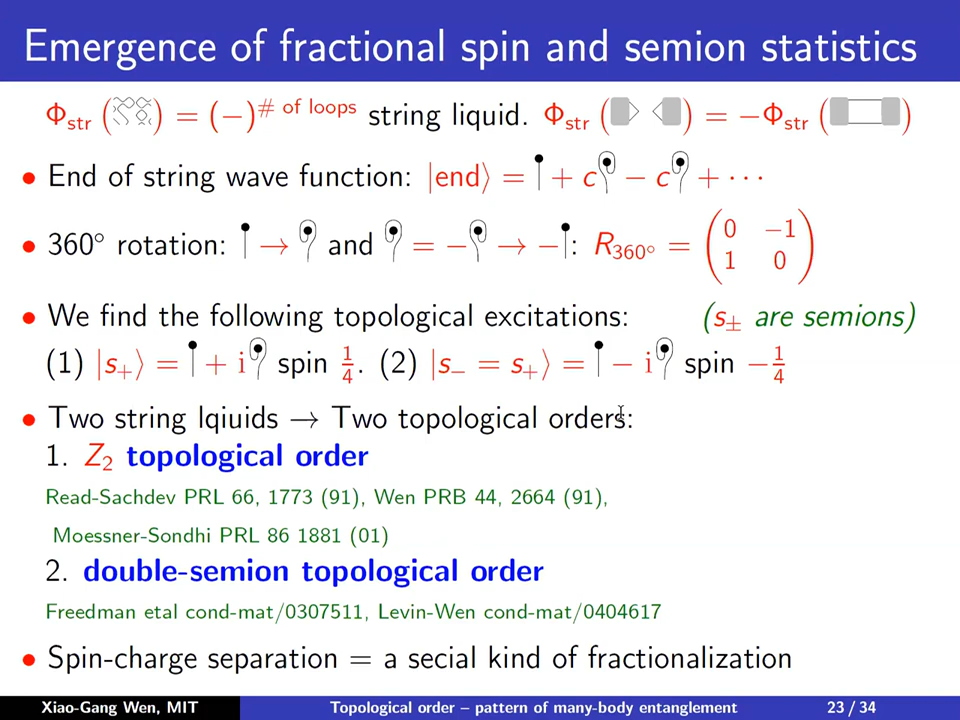 Emergence of fractional spin and semion statistics
Φstr ( ) = (−)# of loops string liquid. Φstr ( ) = −Φstr ( )
• End of string wave function: |end⟩ = + c − c + ···
• 360° rotation: → and = − → − : R360° = ( 0 −1
1 0 )
• We find the following topological excitations: (s± are semions)
(1) |s+⟩ = + i spin 1/4. (2) |s− = s+⟩ = − i spin −1/4
• Two string lqiuids → Two topological orders:
1. Z2 topological order
Read-Sachdev PRL 66, 1773 (91), Wen PRB 44, 2664 (91),
Moessner-Sondhi PRL 86 1881 (01)
2. double-semion topological order
Freedman etal cond-mat/0307511, Levin-Wen cond-mat/0404617
• Spin-charge separation = a secial kind of fractionalization
Xiao-Gang Wen, MIT Topological order – pattern of many-body entanglement 23 / 34